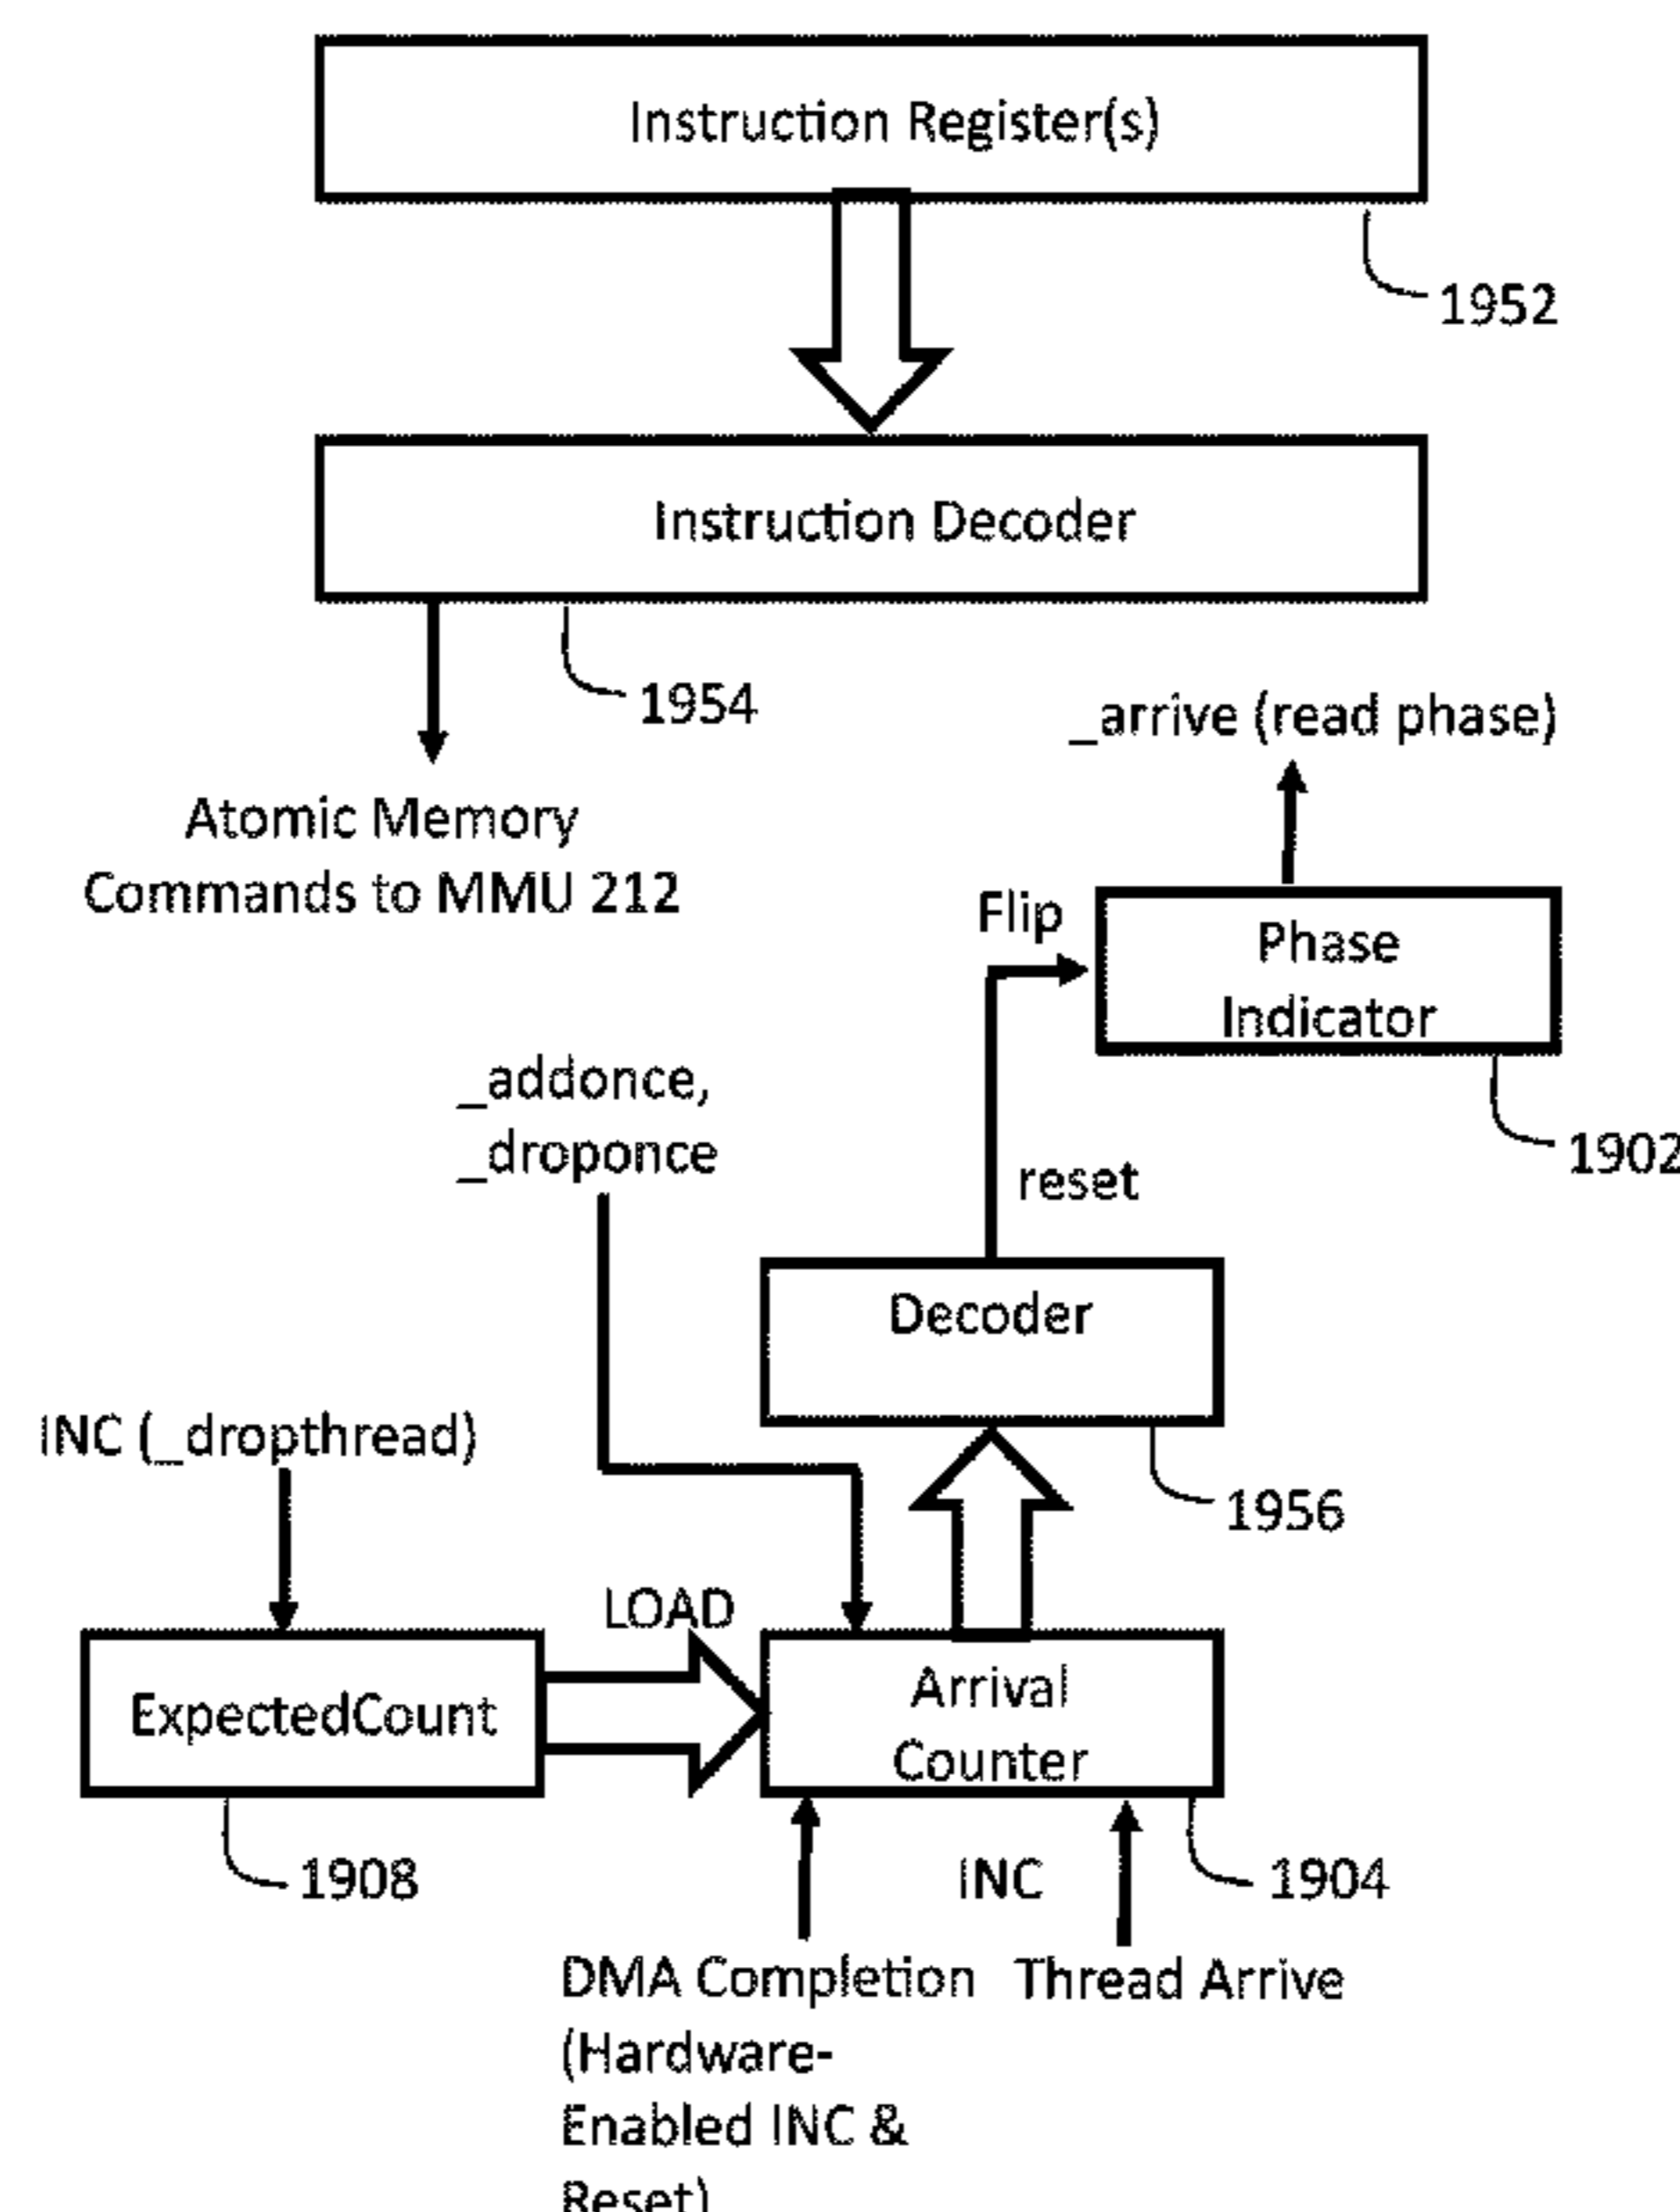 Instruction Register(s)
1952
Instruction Decoder
1954
_arrive (read phase)
Atomic Memory
Commands to MMU 212
Flip
Phase
Indicator
1902
_addonce,
_droponce
reset
Decoder
INC (_dropthread)
1956
LOAD
ExpectedCount
Arrival
Counter
1908
INC
1904
DMA Completion
Thread Arrive
(Hardware-
Enabled INC &
Reset)